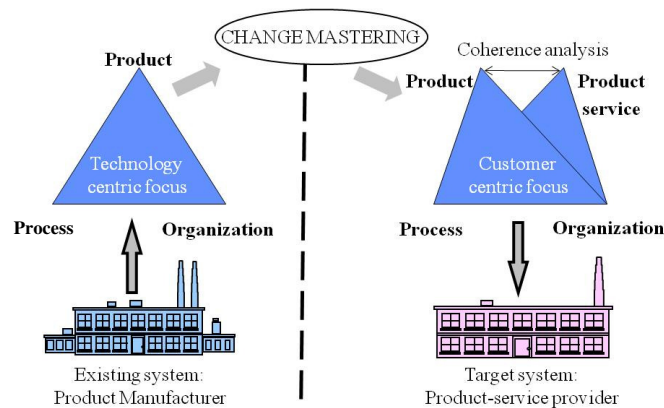 CHANGE MASTERING
Product
Technology
centric focus
Process
Organization
Existing system:
Product Manufacturer
Coherence analysis
Product
Product
service
Customer
centric focus
Process
Organization
Target system:
Product-service provider